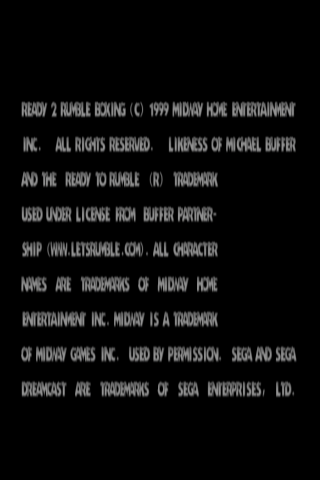 READY 2 RUMBLE BOXING (C) 1999 MIDWAY HOME ENTERTAINMENT
INC. ALL RIGHTS RESERVED. LIKENESS OF MICHAEL BUFFER
AND THE READY TO RUMBLE (R) TRADEMARK
USED UNDER LICENSE FROM BUFFER PARTNER-
SHIP (WWW.LETSRUMBLE.COM). ALL CHARACTER
NAMES ARE TRADEMARKS OF MIDWAY HOME
ENTERTAINMENT INC. MIDWAY IS A TRADEMARK
OF MIDWAY GAMES INC. USED BY PERMISSION. SEGA AND SEGA
DREAMCAST ARE TRADEMARKS OF SEGA ENTERPRISES, LTD.